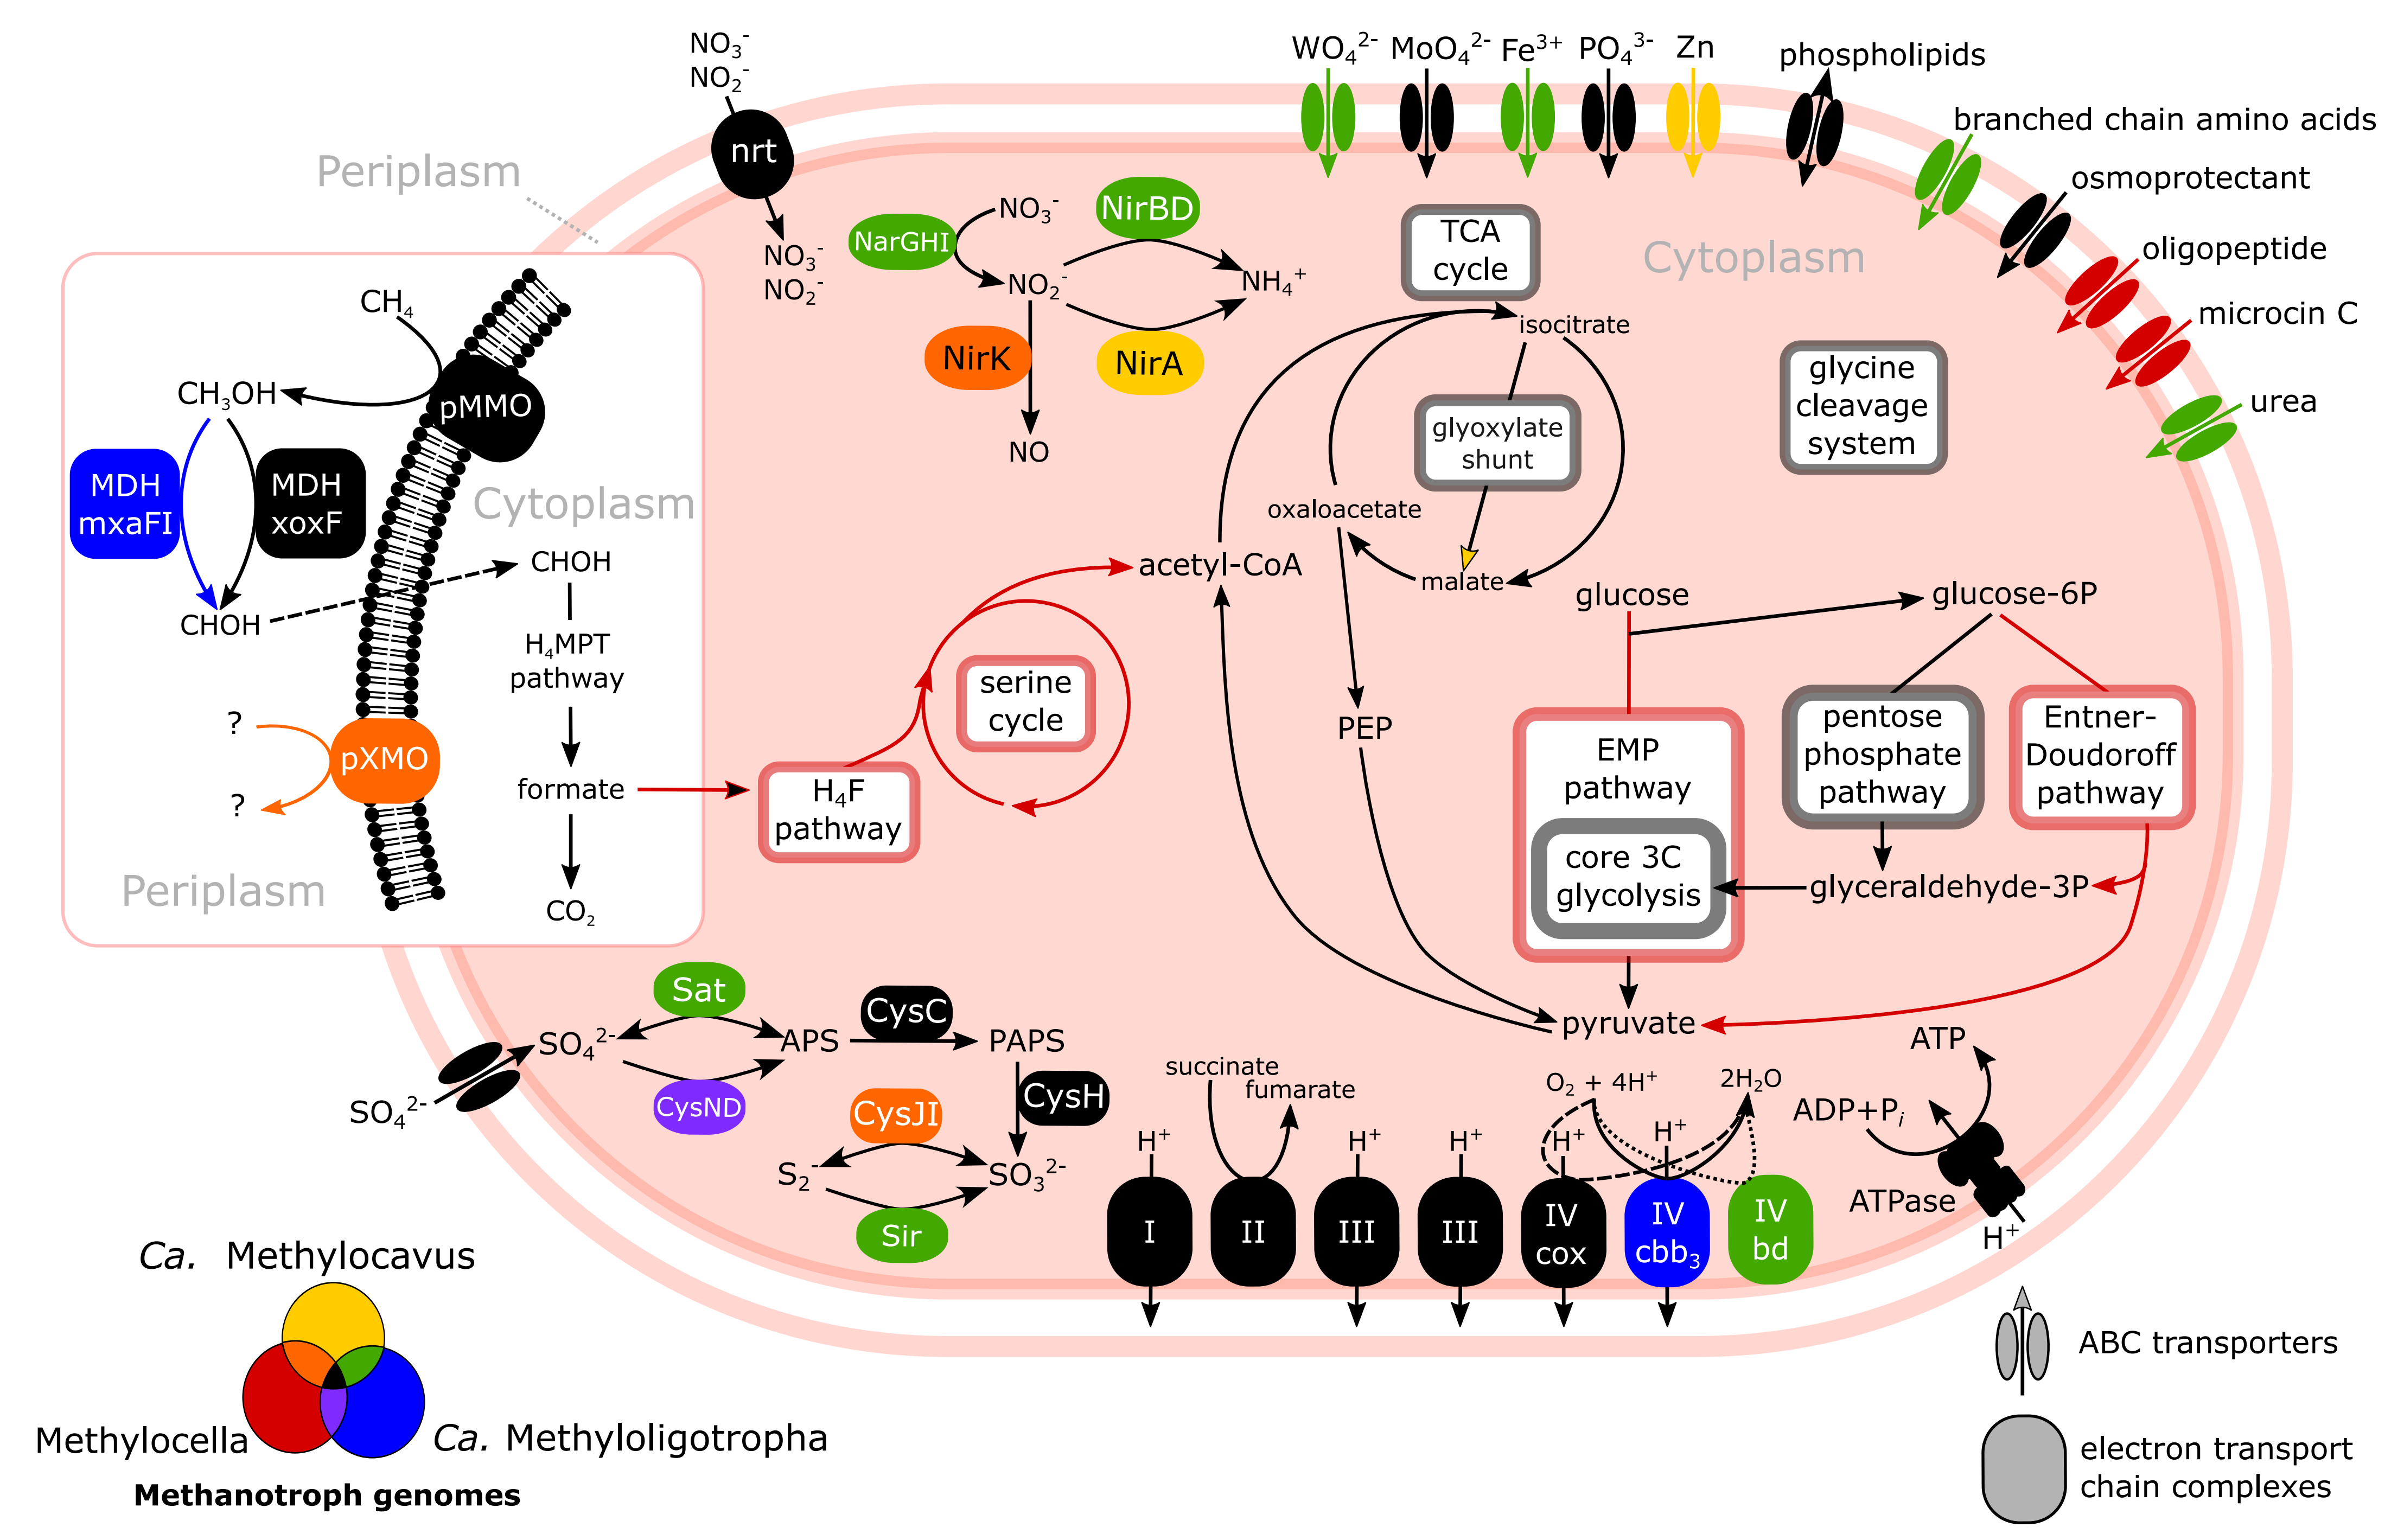 NO₃⁻
NO₂⁻
nrt
NO₃⁻
NO₂⁻
Periplasm
WO₄²⁻
MoO₄²⁻
Fe³⁺
PO₄³⁻
Zn
phospholipids
branched chain amino acids
osmoprotectant
oligopeptide
microcin C
urea
Cytoplasm
NarGHI
NO₃⁻
NirBD
NO₂⁻
NH₄⁺
NirK
NirA
NO
TCA
cycle
isocitrate
glyoxylate
shunt
oxaloacetate
malate
acetyl-CoA
PEP
glycine
cleavage
system
CH₄
pMMO
CH₃OH
MDH
mxaFI
MDH
xoxF
Cytoplasm
CHOH
CHOH
H₄MPT
pathway
?
pXMO
?
formate
CO₂
Periplasm
H₄F
pathway
serine
cycle
glucose
glucose-6P
EMP
pathway
core 3C
glycolysis
pentose
phosphate
pathway
Entner-
Doudoroff
pathway
glyceraldehyde-3P
pyruvate
SO₄²⁻
SO₄²⁻
Sat
CysND
APS
CysC
PAPS
CysH
CysJI
S₂⁻
SO₃²⁻
Sir
succinate
fumarate
H⁺
H⁺
H⁺
H⁺
H⁺
O₂ + 4H⁺
2H₂O
I
II
III
III
IV
cox
IV
cbb₃
IV
bd
ATP
ADP+Pᵢ
ATPase
H⁺
Ca. Methylocavus
Methylocella
Ca. Methyloligotropha
Methanotroph genomes
ABC transporters
electron transport
chain complexes